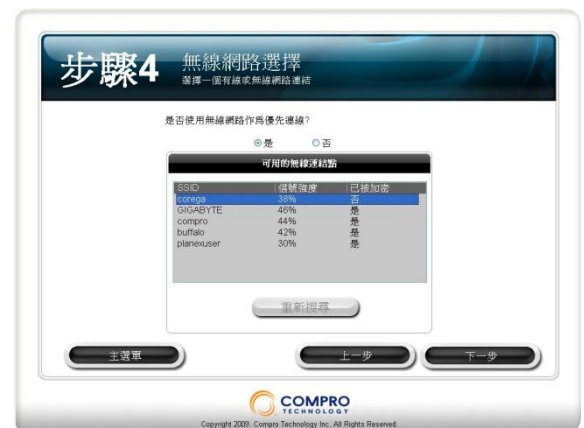 步驟4
無線網路選擇
選擇一個有線或無線網路連結
是否使用無線網路作爲優先連線?
是 否
可用的無線連結點
SSID 信號強度 已被加密
corega 38% 否
GIGABYTE 46% 是
compro 44% 是
buffalo 42% 是
planexuser 30% 是
重新搜尋
主選單 上一步 下一步
COMPRO
TECHNOLOGY
Copyright 2009. Compro Technology Inc. All Rights Reserved.